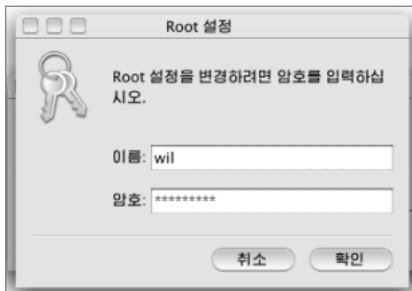 Root 설정
Root 설정을 변경하려면 암호를 입력하십
시오.
이름: wil
암호: *********
취소 확인